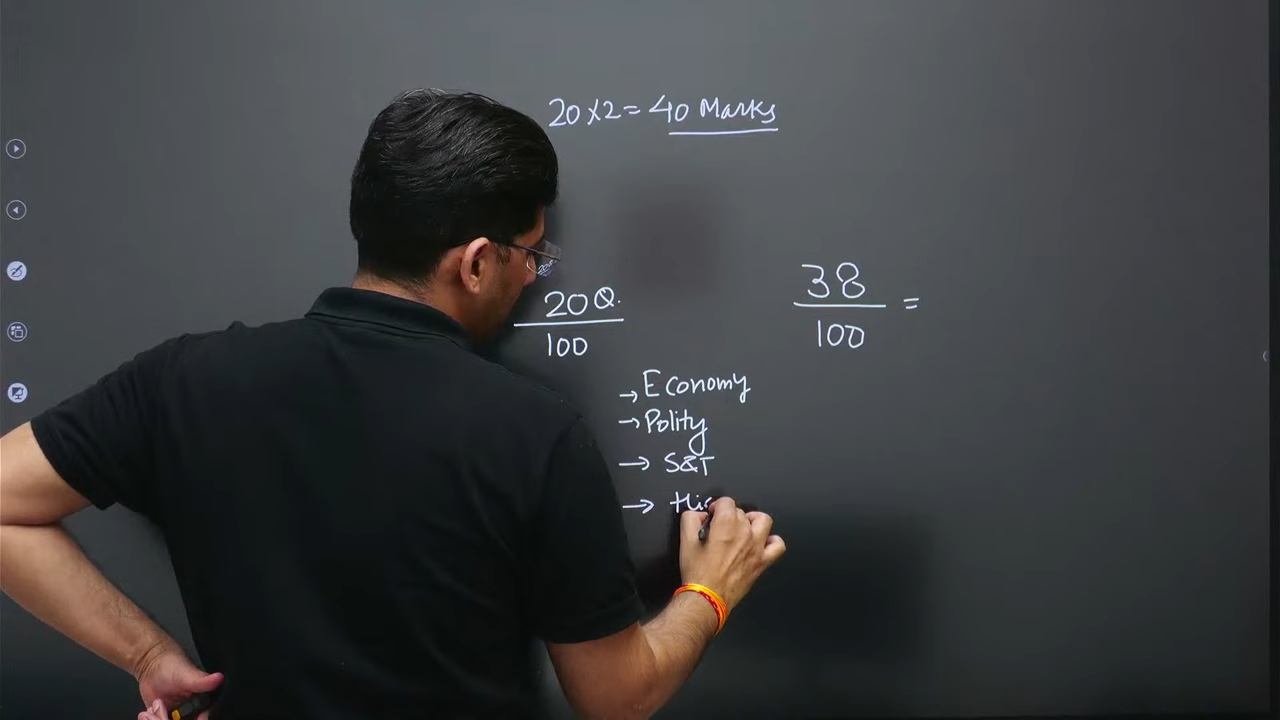 20×2= 40 Marks
20Q.
100
38
100 =
→ Economy
→ Polity
→ S&T
→